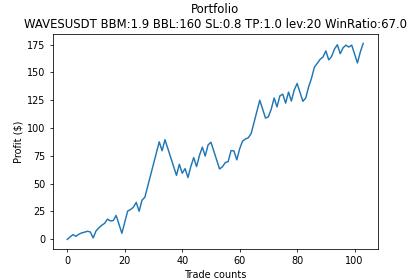 Portfolio
WAVESUSDT BBM:1.9 BBL:160 SL:0.8 TP:1.0 lev:20 WinRatio:67.0
175
150
125
100
75
50
25
0
Profit ($)
0 20 40 60 80 100
Trade counts